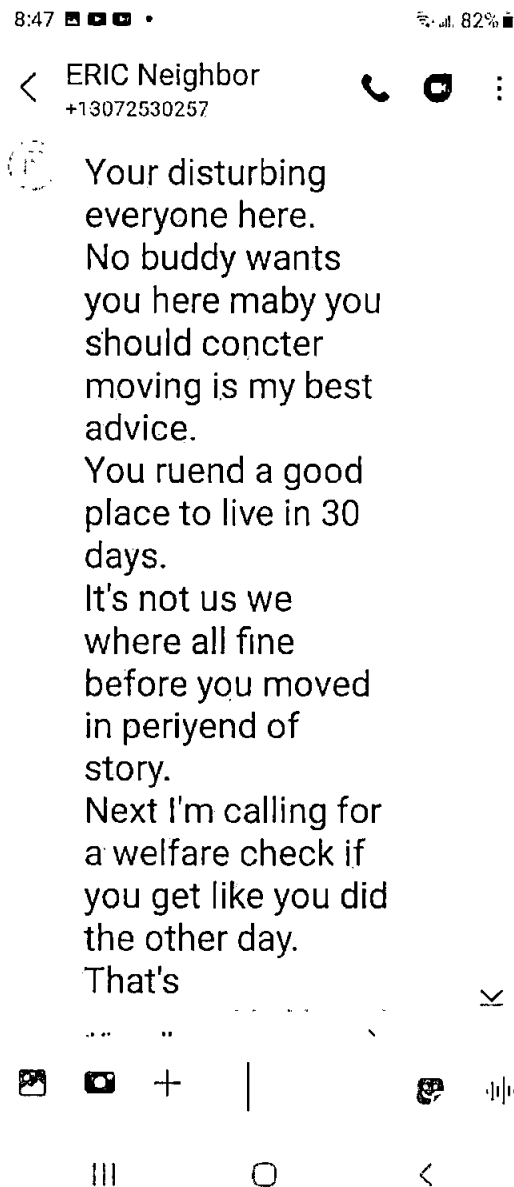 8:47
82%
ERIC Neighbor
+13072530257
Your disturbing
everyone here.
No buddy wants
you here maby you
should concter
moving is my best
advice.
You ruend a good
place to live in 30
days.
It's not us we
where all fine
before you moved
in periyend of
story.
Next I'm calling for
a welfare check if
you get like you did
the other day.
That's